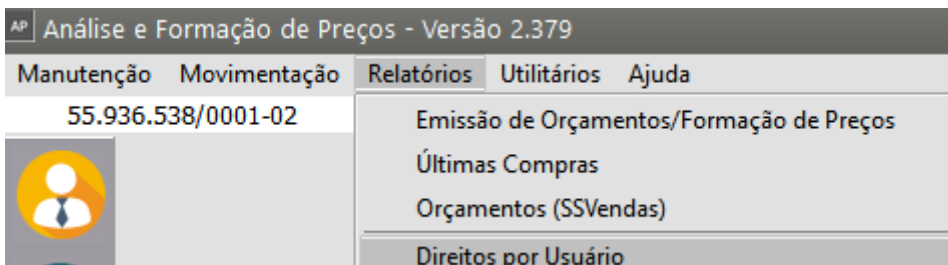 AP Análise e Formação de Preços - Versão 2.379
Manutenção Movimentação Relatórios Utilitários Ajuda
55.936.538/0001-02
Emissão de Orçamentos/Formação de Preços
Últimas Compras
Orçamentos (SSVendas)
Direitos por Usuário